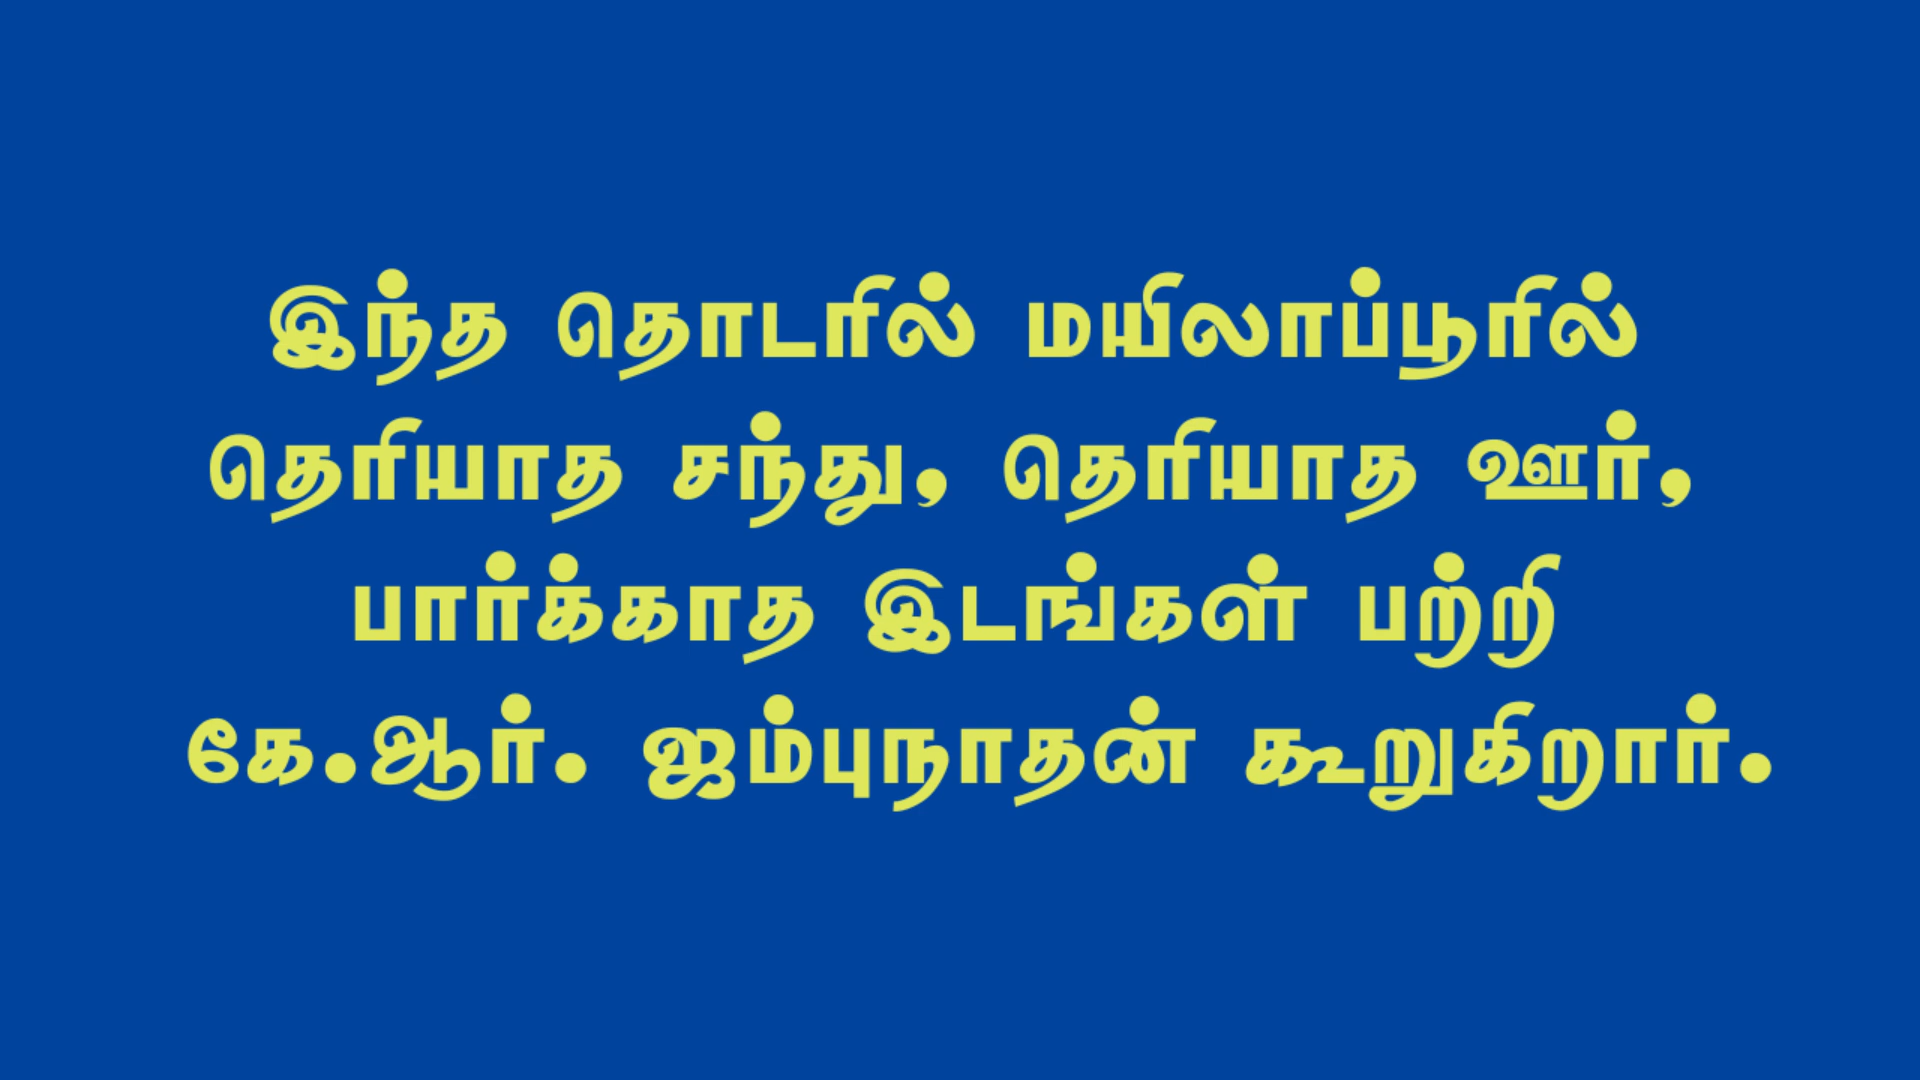 இந்த தொடரில் மயிலாப்பூரில்
தெரியாத சந்து, தெரியாத ஊர்,
பார்க்காத இடங்கள் பற்றி
கே.ஆர். ஜம்புநாதன் கூறுகிறார்.